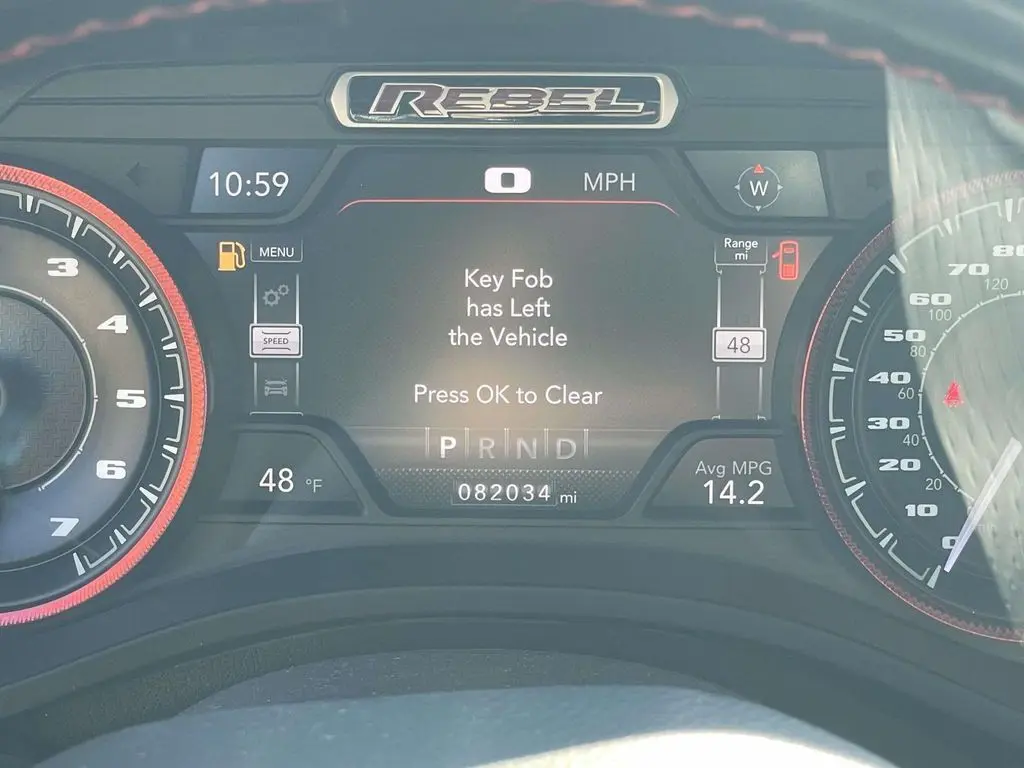 REBEL
10:59
0 MPH
W
MENU
Range
mi
Key Fob
has Left
the Vehicle
SPEED
48
Press OK to Clear
P R N D
48 °F
082034 mi
Avg MPG
14.2
3
4
5
6
7
80
70
60
50
40
30
20
10
0
120
100
80
60
40
20